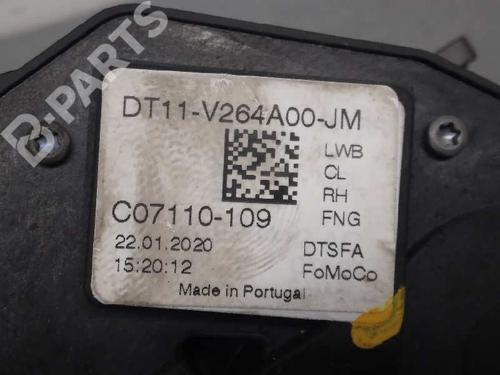 B-PARTS
DT11-V264A00-JM
LWB
CL
RH
FNG
C07110-109
22.01.2020
15:20:12
DTSFA
FoMoCo
Made in Portugal